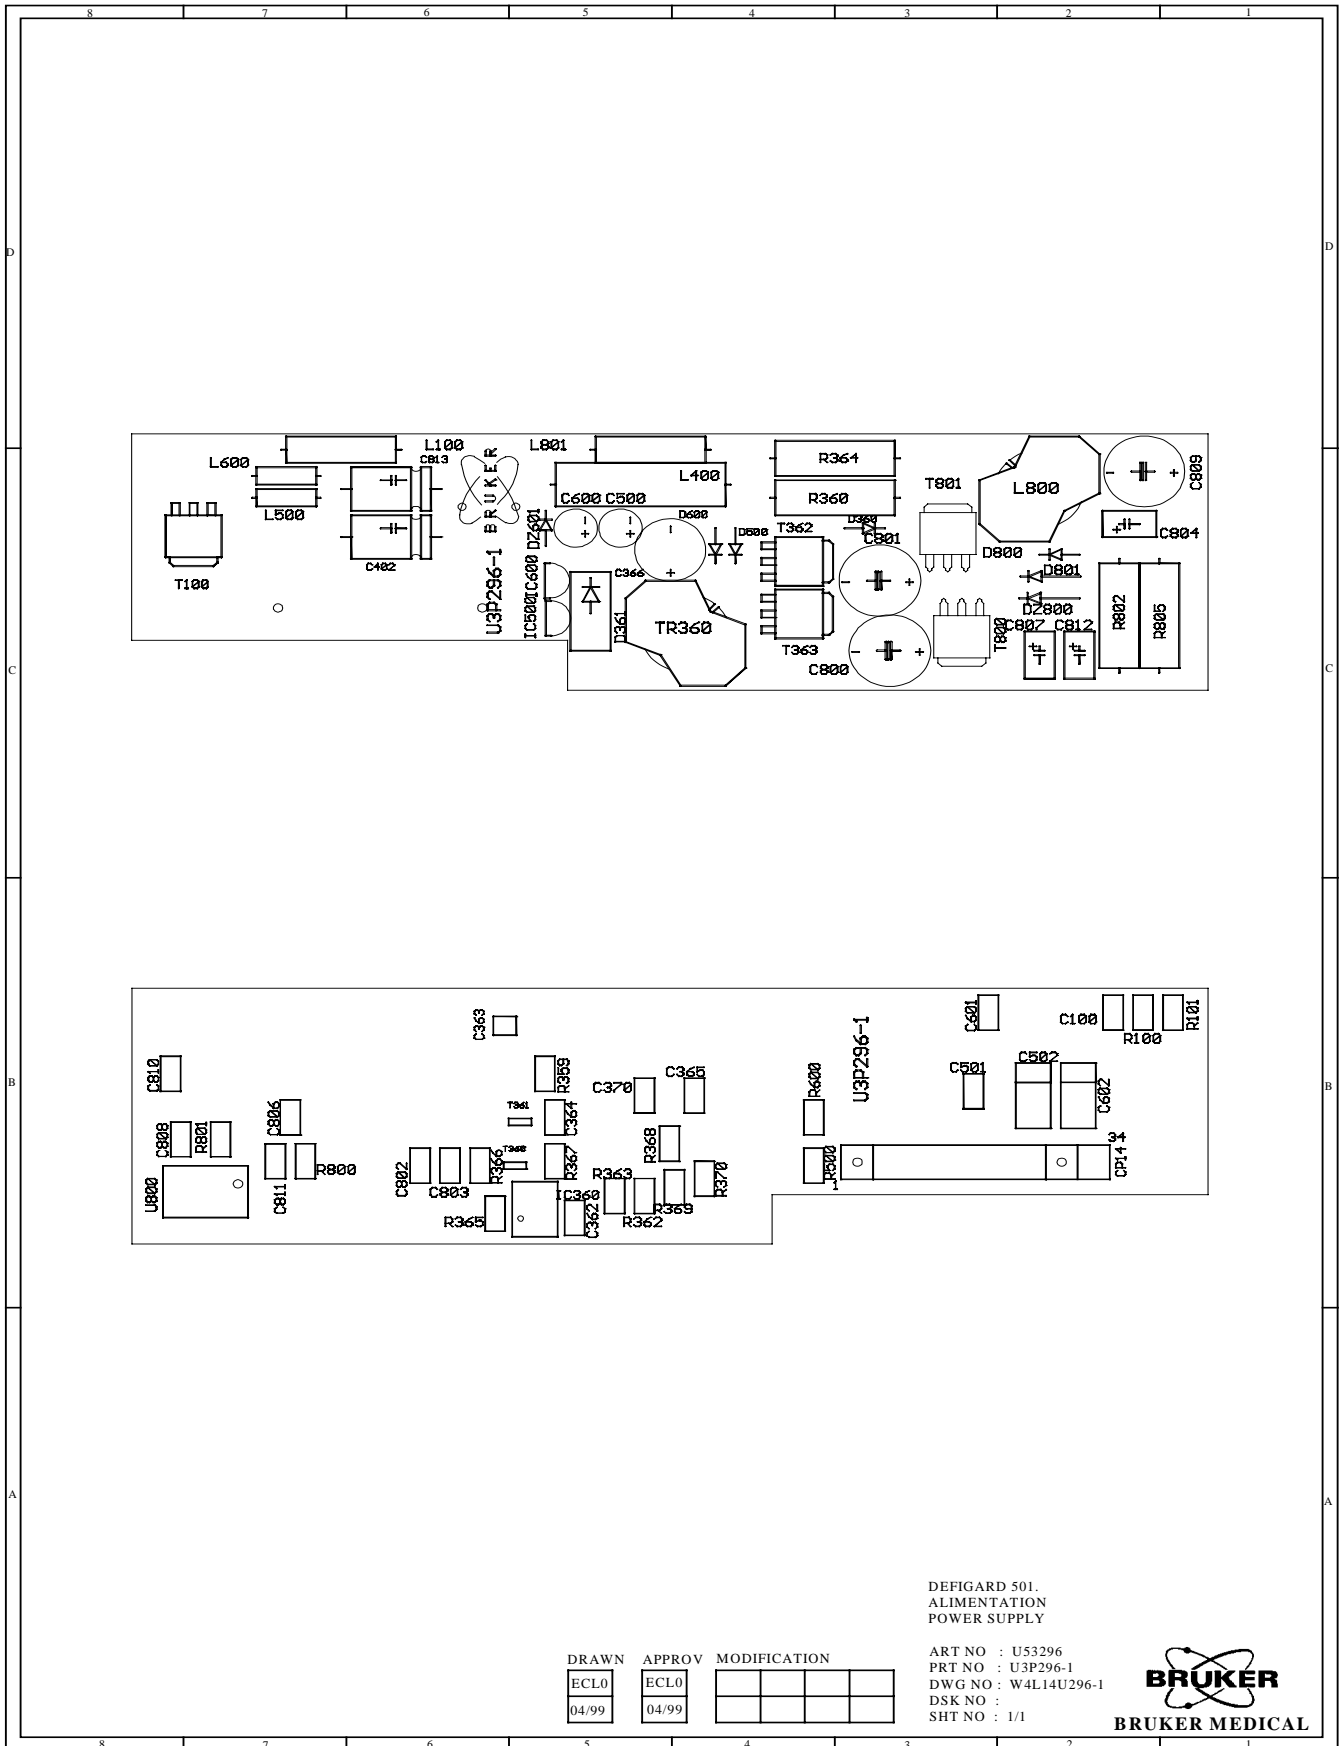 8 7 6 5 4 3 2 1
D D
L600
L100
C813
BRUKER
L801
L400
R364
T801
L800
C809
L500
C600 C500
D600
D500
R360
T362
D360
C801
C804
T100
C402
U3P296-1
DZ601
IC600
IC500
C366
D361
TR360
T363
C800
D800
D801
DZ800
T800
C807 C812
R802
R805
C C
C363
C601
C100
R100
R101
C810
R359
C370
C365
R600
U3P296-1
C501
C502
C602
C806
T361
C364
C808
R801
T360
R368
34
CP14
R800
C802
C803
R366
R367
R363
R370
R500
1
U800
C811
R365
IC360
C362
R362
R369
B B
A A
DEFIGARD 501.
ALIMENTATION
POWER SUPPLY
ART NO : U53296
PRT NO : U3P296-1
DWG NO : W4L14U296-1
DSK NO :
SHT NO : 1/1
DRAWN APPROV MODIFICATION
ECL0 ECL0
04/99 04/99
BRUKER
BRUKER MEDICAL
8 7 6 5 4 3 2 1